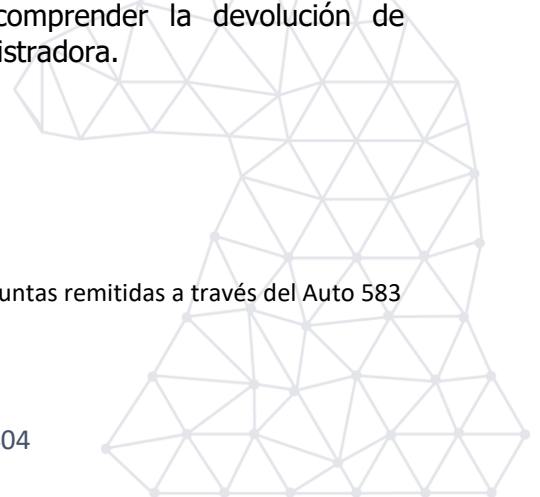 comprender la devolución de
istradora.
untas remitidas a través del Auto 583
04